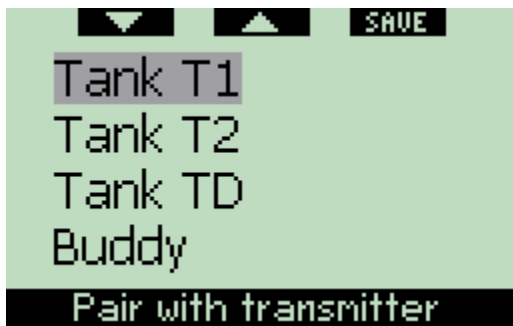 SAVE
Tank T1
Tank T2
Tank TD
Buddy
Pair with transmitter